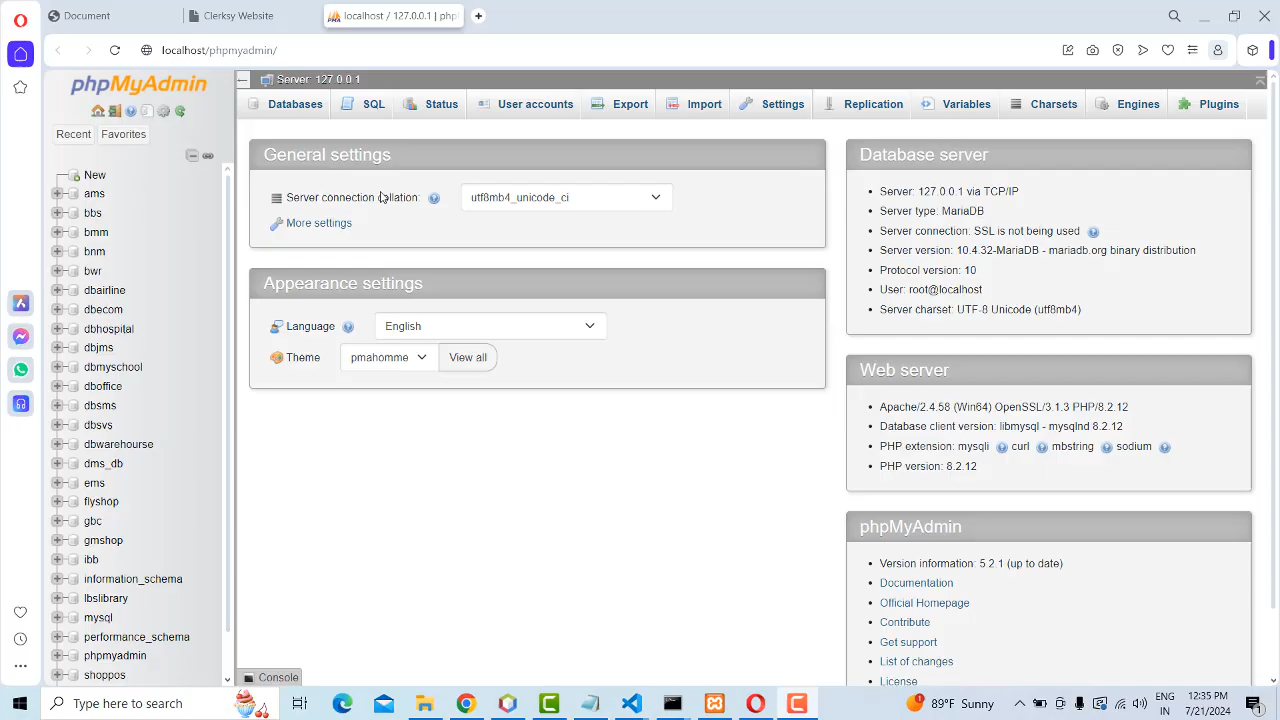 Document
Clerksy Website
localhost / 127.0.0.1 | php
localhost/phpmyadmin/
phpMyAdmin
Recent
Favorites
New
ams
bbs
bmm
bnm
bwr
dbairline
dbecom
dbhospital
dbjms
dbmyschool
dboffice
dbsms
dbsvs
dbwarehourse
dms_db
ems
flyshop
gbc
gmshop
ibb
information_schema
lbslibrary
mysql
performance_schema
phpmyadmin
shoppos
Server: 127.0.0.1
Databases
SQL
Status
User accounts
Export
Import
Settings
Replication
Variables
Charsets
Engines
Plugins
General settings
Server connection collation:
utf8mb4_unicode_ci
More settings
Appearance settings
Language
English
Theme
pmahomme
View all
Database server
Server: 127.0.0.1 via TCP/IP
Server type: MariaDB
Server connection: SSL is not being used
Server version: 10.4.32-MariaDB - mariadb.org binary distribution
Protocol version: 10
User: root@localhost
Server charset: UTF-8 Unicode (utf8mb4)
Web server
Apache/2.4.58 (Win64) OpenSSL/3.1.3 PHP/8.2.12
Database client version: libmysql - mysqlnd 8.2.12
PHP extension: mysqli curl mbstring sodium
PHP version: 8.2.12
phpMyAdmin
Version information: 5.2.1 (up to date)
Documentation
Official Homepage
Contribute
Get support
List of changes
License
Console
Type here to search
89°F Sunny
ENG
IN
12:35 PM
7/21/2024